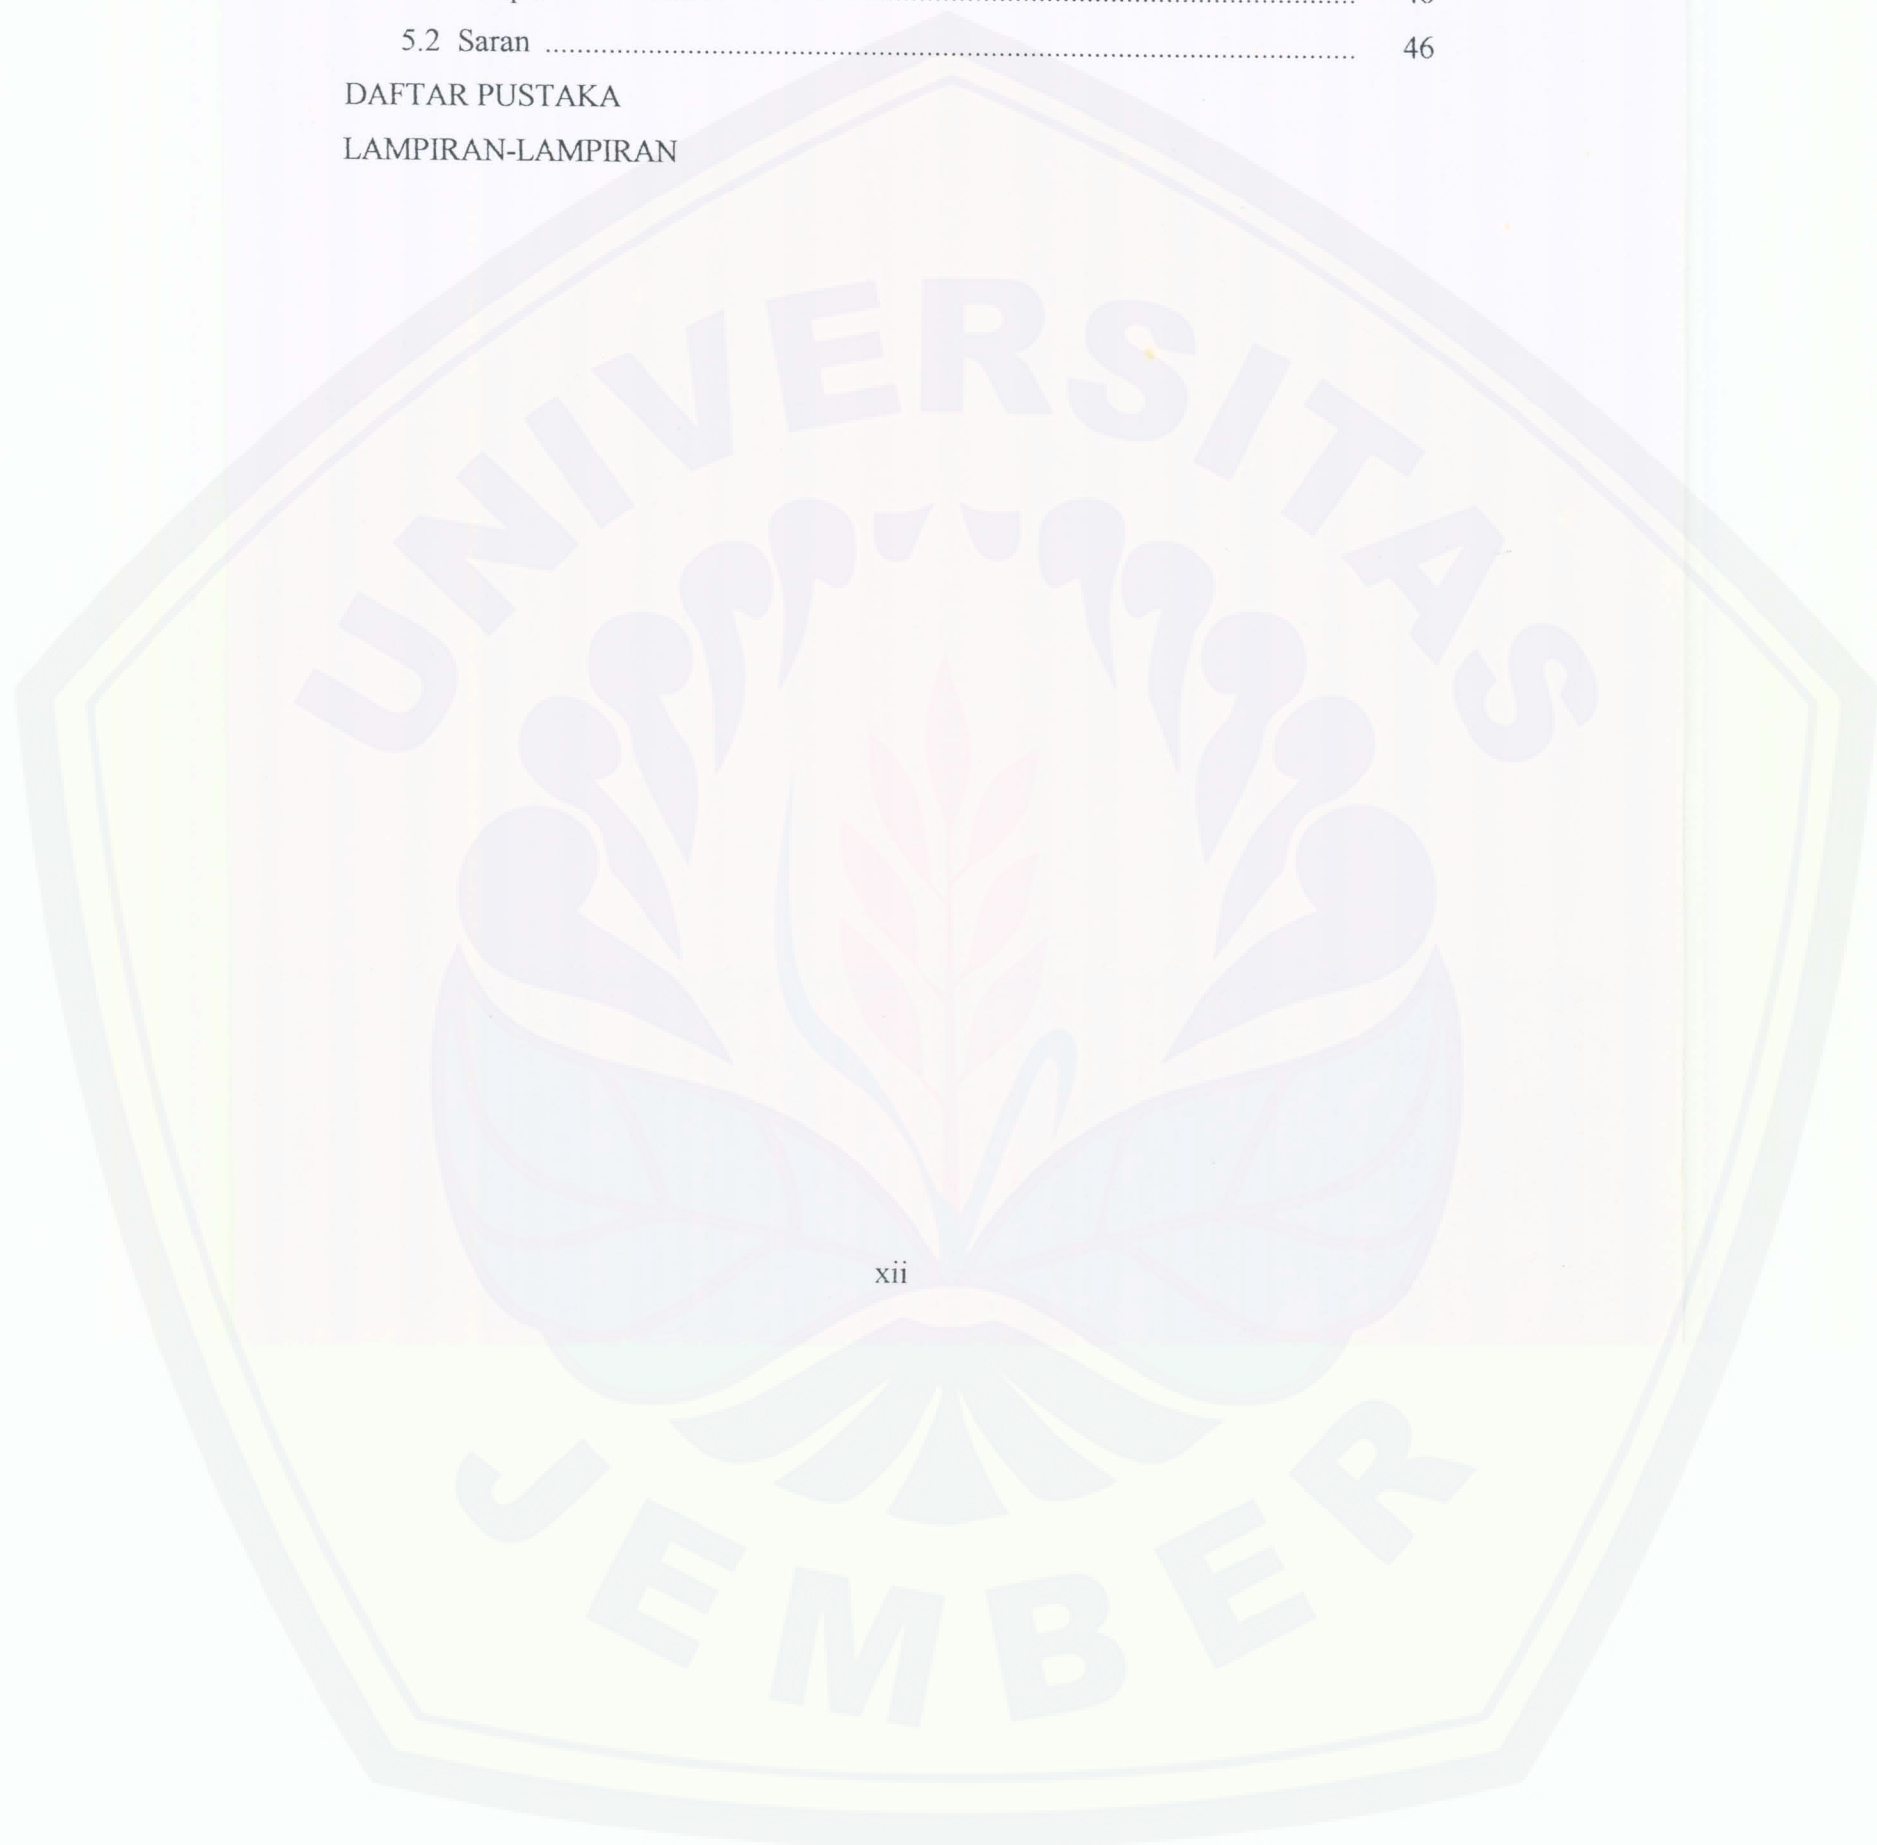 5.2 Saran .......... 46
DAFTAR PUSTAKA
LAMPIRAN-LAMPIRAN
UNIVERSITAS
xii
JEMBER